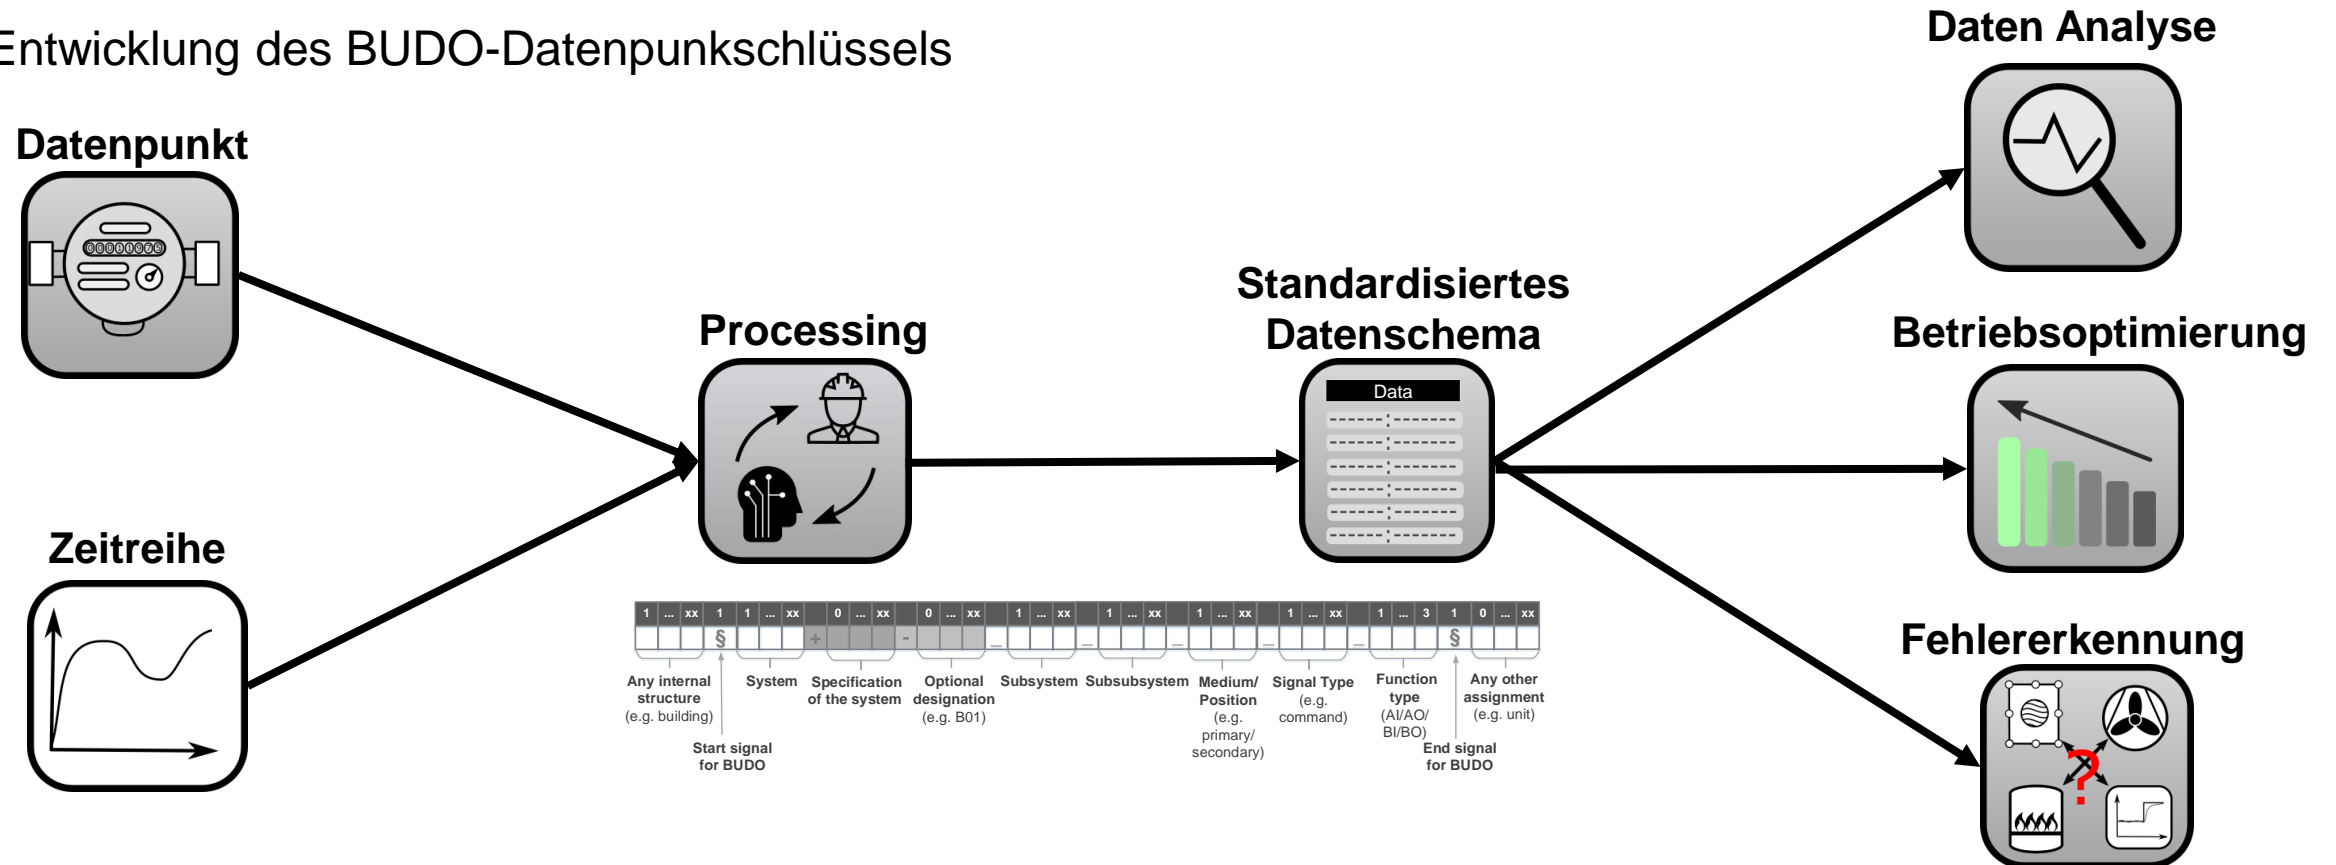 Entwicklung des BUDO-Datenpunkschlüssels
Datenpunkt
00011975
Zeitreihe
Processing
Standardisiertes
Datenschema
Data
Daten Analyse
Betriebsoptimierung
Fehlererkennung
?
1 ... xx 1 1 ... xx 0 ... xx 0 ... xx 1 ... xx 1 ... xx 1 ... xx 1 ... xx 1 ... 3 1 0 ... xx
§ + - _ _ _ _ _ §
Any internal
structure
(e.g. building)
Start signal
for BUDO
System
Specification
of the system
Optional
designation
(e.g. B01)
Subsystem
Subsubsystem
Medium/
Position
(e.g.
primary/
secondary)
Signal Type
(e.g.
command)
Function
type
(AI/AO/
BI/BO)
End signal
for BUDO
Any other
assignment
(e.g. unit)